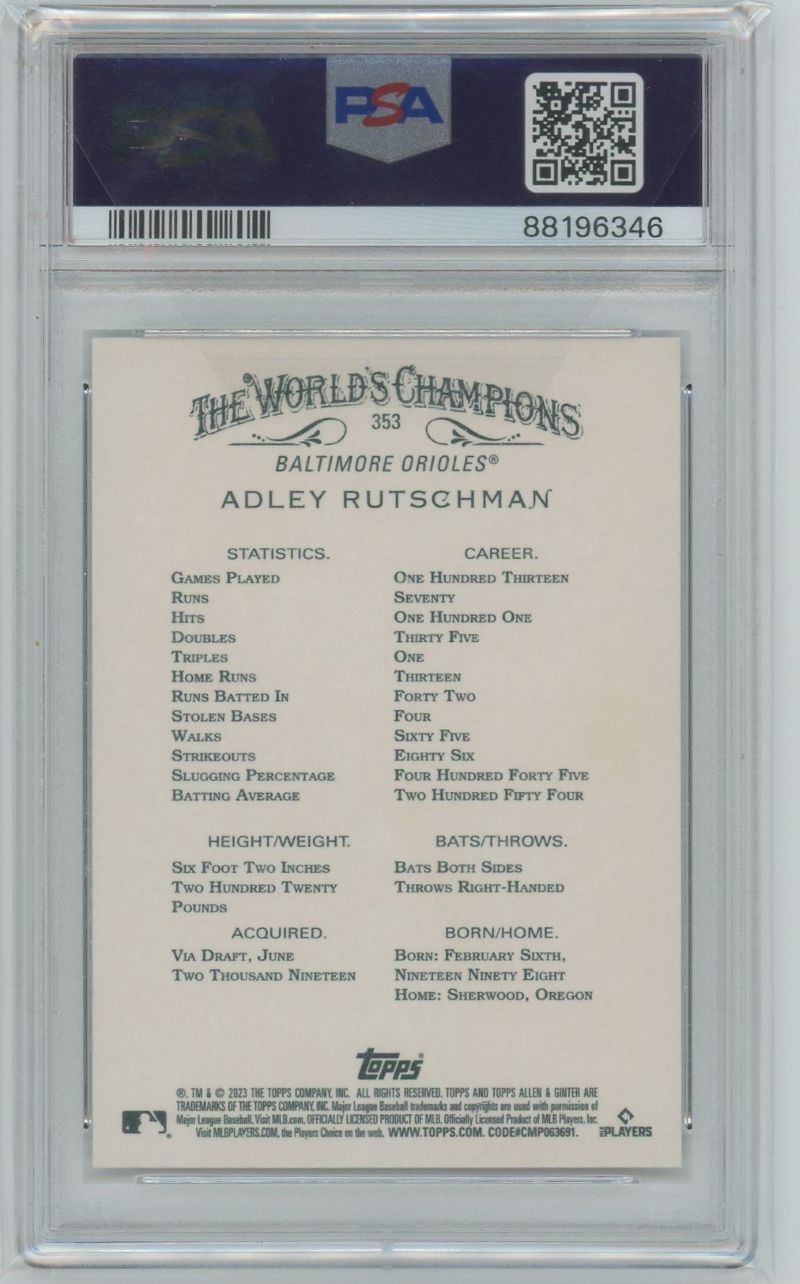 PSA
88196346
THE WORLD'S CHAMPIONS
353
BALTIMORE ORIOLES®
ADLEY RUTSCHMAN
STATISTICS. CAREER.
GAMES PLAYED ONE HUNDRED THIRTEEN
RUNS SEVENTY
HITS ONE HUNDRED ONE
DOUBLES THIRTY FIVE
TRIPLES ONE
HOME RUNS THIRTEEN
RUNS BATTED IN FORTY TWO
STOLEN BASES FOUR
WALKS SIXTY FIVE
STRIKEOUTS EIGHTY SIX
SLUGGING PERCENTAGE FOUR HUNDRED FORTY FIVE
BATTING AVERAGE TWO HUNDRED FIFTY FOUR
HEIGHT/WEIGHT. BATS/THROWS.
SIX FOOT TWO INCHES BATS BOTH SIDES
TWO HUNDRED TWENTY THROWS RIGHT-HANDED
POUNDS
ACQUIRED. BORN/HOME.
VIA DRAFT, JUNE BORN: FEBRUARY SIXTH,
TWO THOUSAND NINETEEN NINETEEN NINETY EIGHT
HOME: SHERWOOD, OREGON
Topps®
®, TM & © 2023 THE TOPPS COMPANY, INC. ALL RIGHTS RESERVED. TOPPS AND TOPPS ALLEN & GINTER ARE
TRADEMARKS OF THE TOPPS COMPANY, INC. Major League Baseball trademarks and copyrights are used with permission of
Major League Baseball. Visit MLB.com. OFFICIALLY LICENSED PRODUCT OF MLB. Officially Licensed Product of MLB Players, Inc.
Visit MLBPLAYERS.COM, the Players Choice on the web. WWW.TOPPS.COM. CODE#CMP063691.
MLBPLAYERS